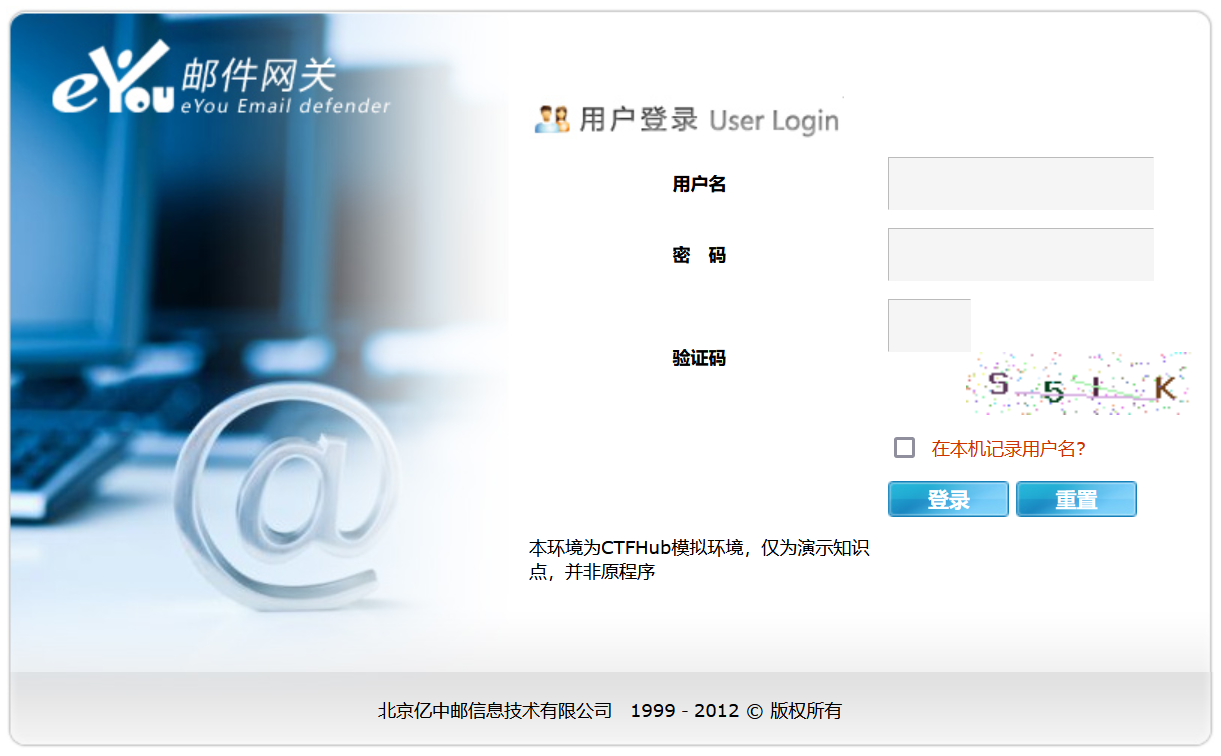 eYou 邮件网关
eYou Email defender
用户登录 User Login
用户名
密 码
验证码
S 5 I K
在本机记录用户名?
登录 重置
本环境为CTFHub模拟环境，仅为演示知识
点，并非原程序
北京亿中邮信息技术有限公司 1999 - 2012 © 版权所有